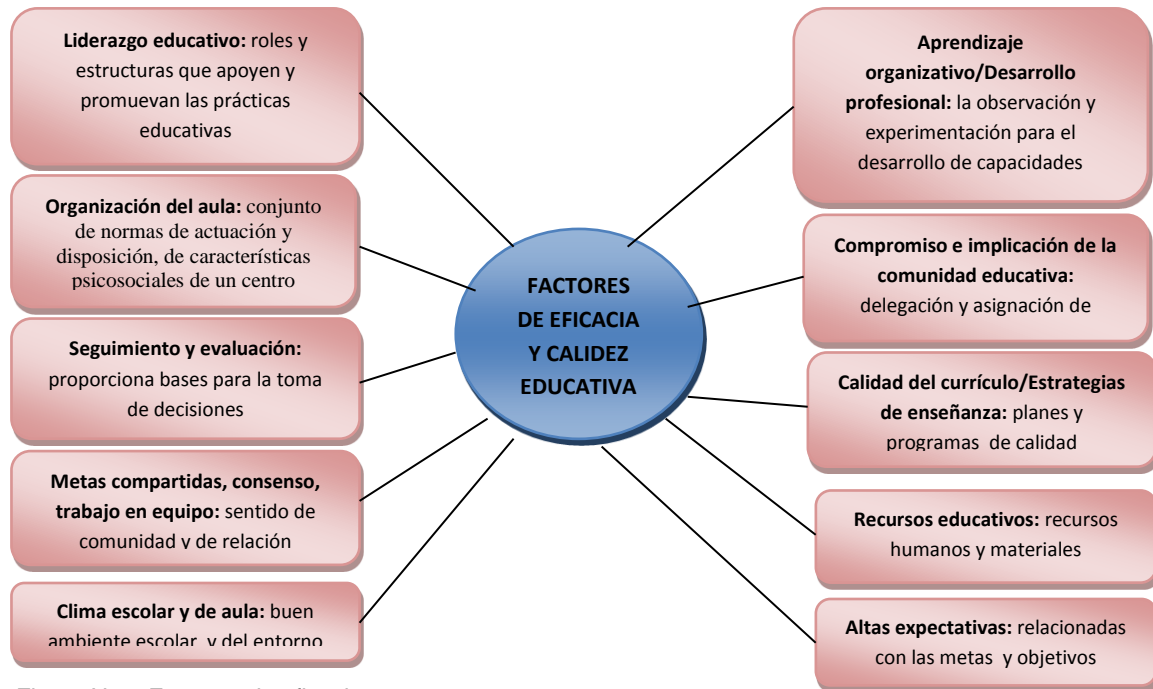 Liderazgo educativo: roles y
estructuras que apoyen y
promuevan las prácticas
educativas
Organización del aula: conjunto
de normas de actuación y
disposición, de características
psicosociales de un centro
Seguimiento y evaluación:
proporciona bases para la toma
de decisiones
Metas compartidas, consenso,
trabajo en equipo: sentido de
comunidad y de relación
Clima escolar y de aula: buen
ambiente escolar y del entorno
FACTORES
DE EFICACIA
Y CALIDEZ
EDUCATIVA
Aprendizaje
organizativo/Desarrollo
profesional: la observación y
experimentación para el
desarrollo de capacidades
Compromiso e implicación de la
comunidad educativa:
delegación y asignación de
Calidad del currículo/Estrategias
de enseñanza: planes y
programas de calidad
Recursos educativos: recursos
humanos y materiales
Altas expectativas: relacionadas
con las metas y objetivos